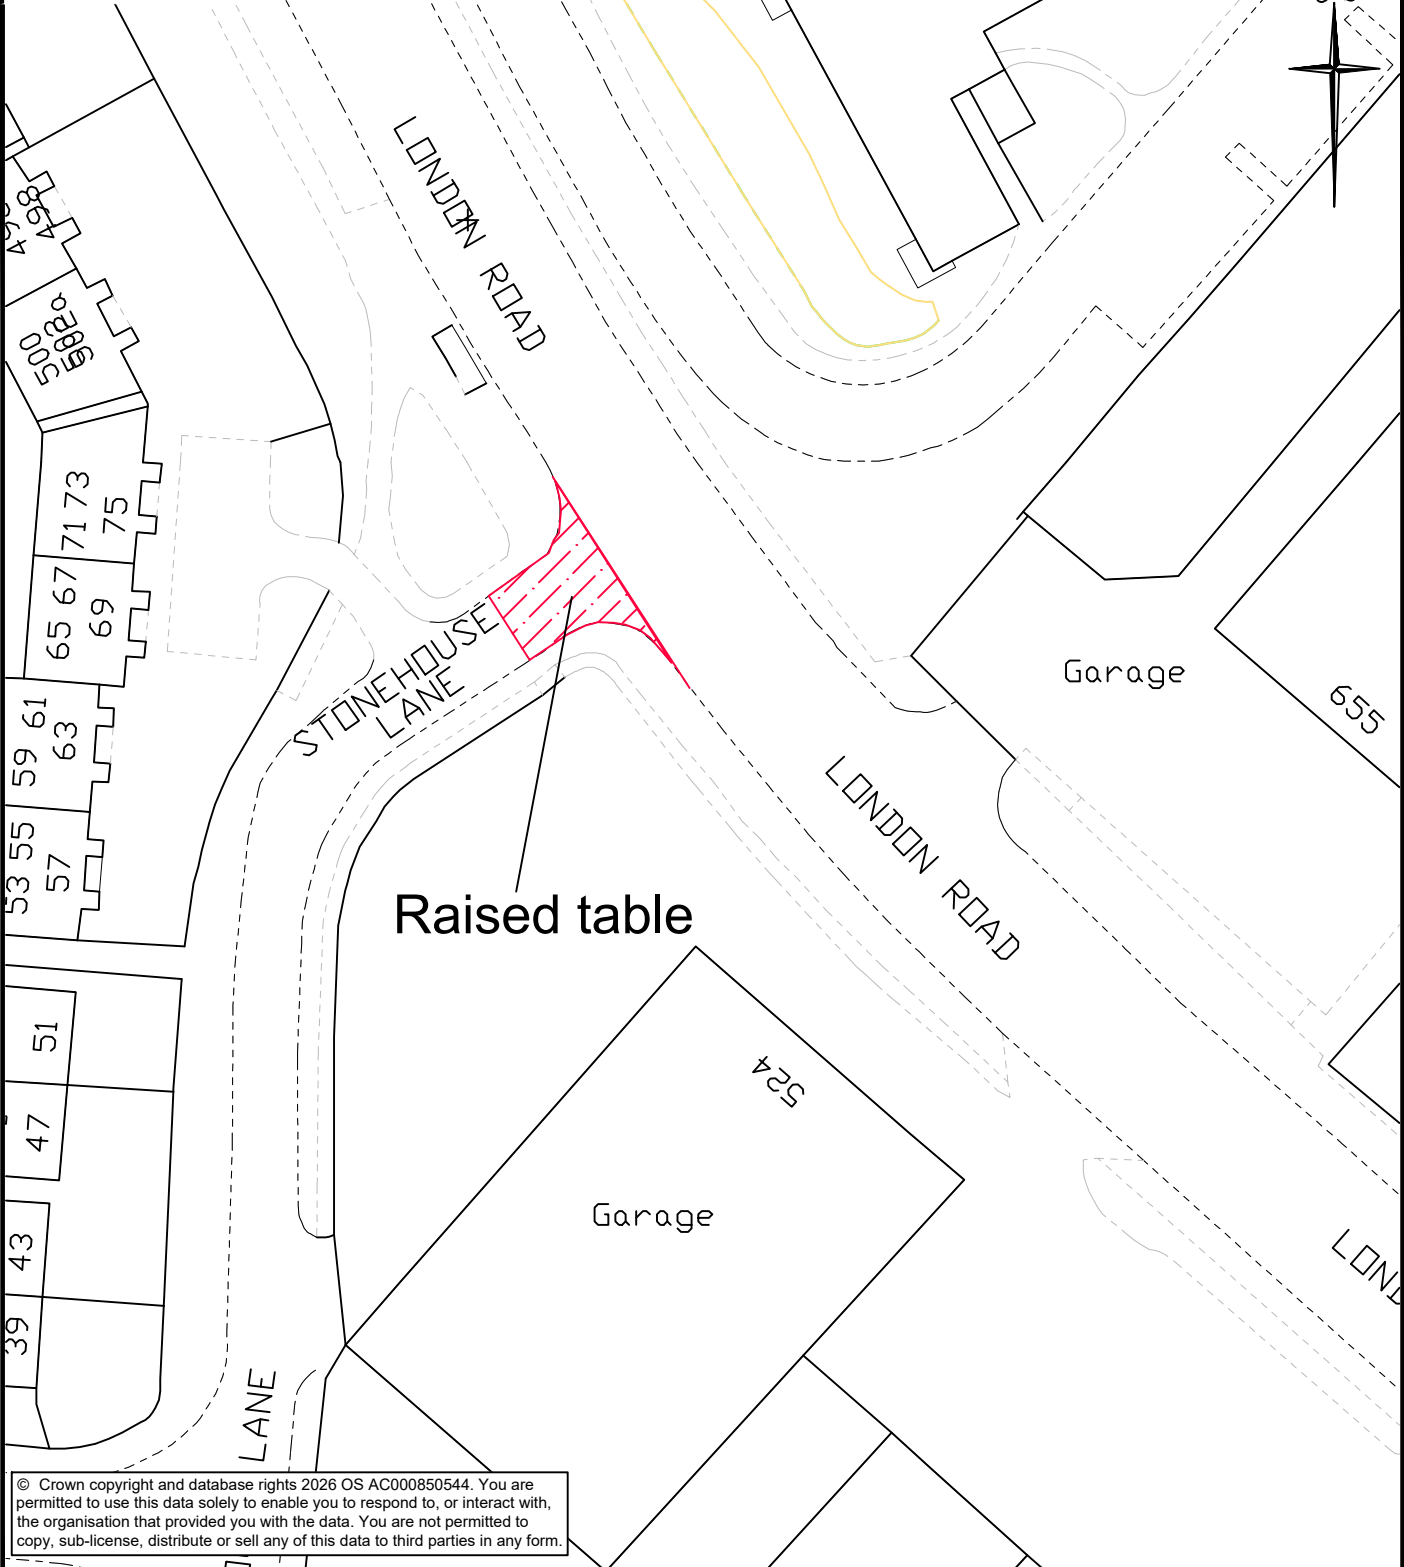 LONDON ROAD
498
500
502a
71 73
75
65 67
69
STONEHOUSE
LANE
61
59
63
53 55
57
Garage
655
LONDON ROAD
Raised table
51
47
524
Garage
43
39
LANE
© Crown copyright and database rights 2026 OS AC000850544. You are
permitted to use this data solely to enable you to respond to, or interact with,
the organisation that provided you with the data. You are not permitted to
copy, sub-license, distribute or sell any of this data to third parties in any form.